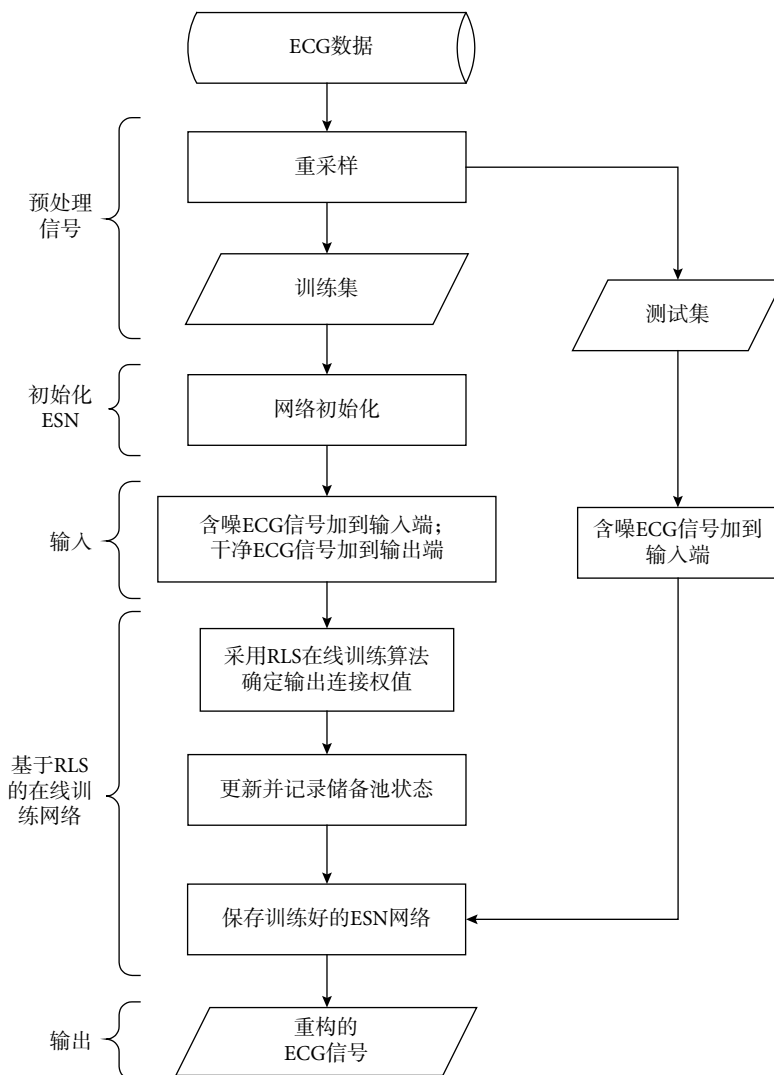 ECG数据
重采样
预处理
信号
训练集
测试集
初始化
ESN
网络初始化
输入
含噪ECG信号加到输入端；
干净ECG信号加到输出端
含噪ECG信号加到
输入端
采用RLS在线训练算法
确定输出连接权值
基于RLS
的在线训
练网络
更新并记录储备池状态
保存训练好的ESN网络
输出
重构的
ECG信号